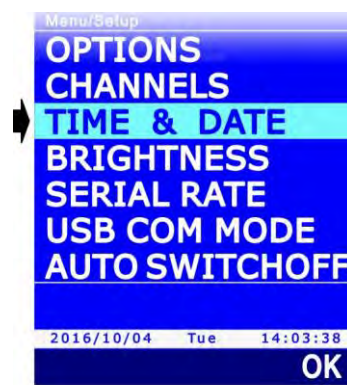 Menu/Setup
OPTIONS
CHANNELS
TIME & DATE
BRIGHTNESS
SERIAL RATE
USB COM MODE
AUTO SWITCHOFF
2016/10/04 Tue 14:03:38
OK